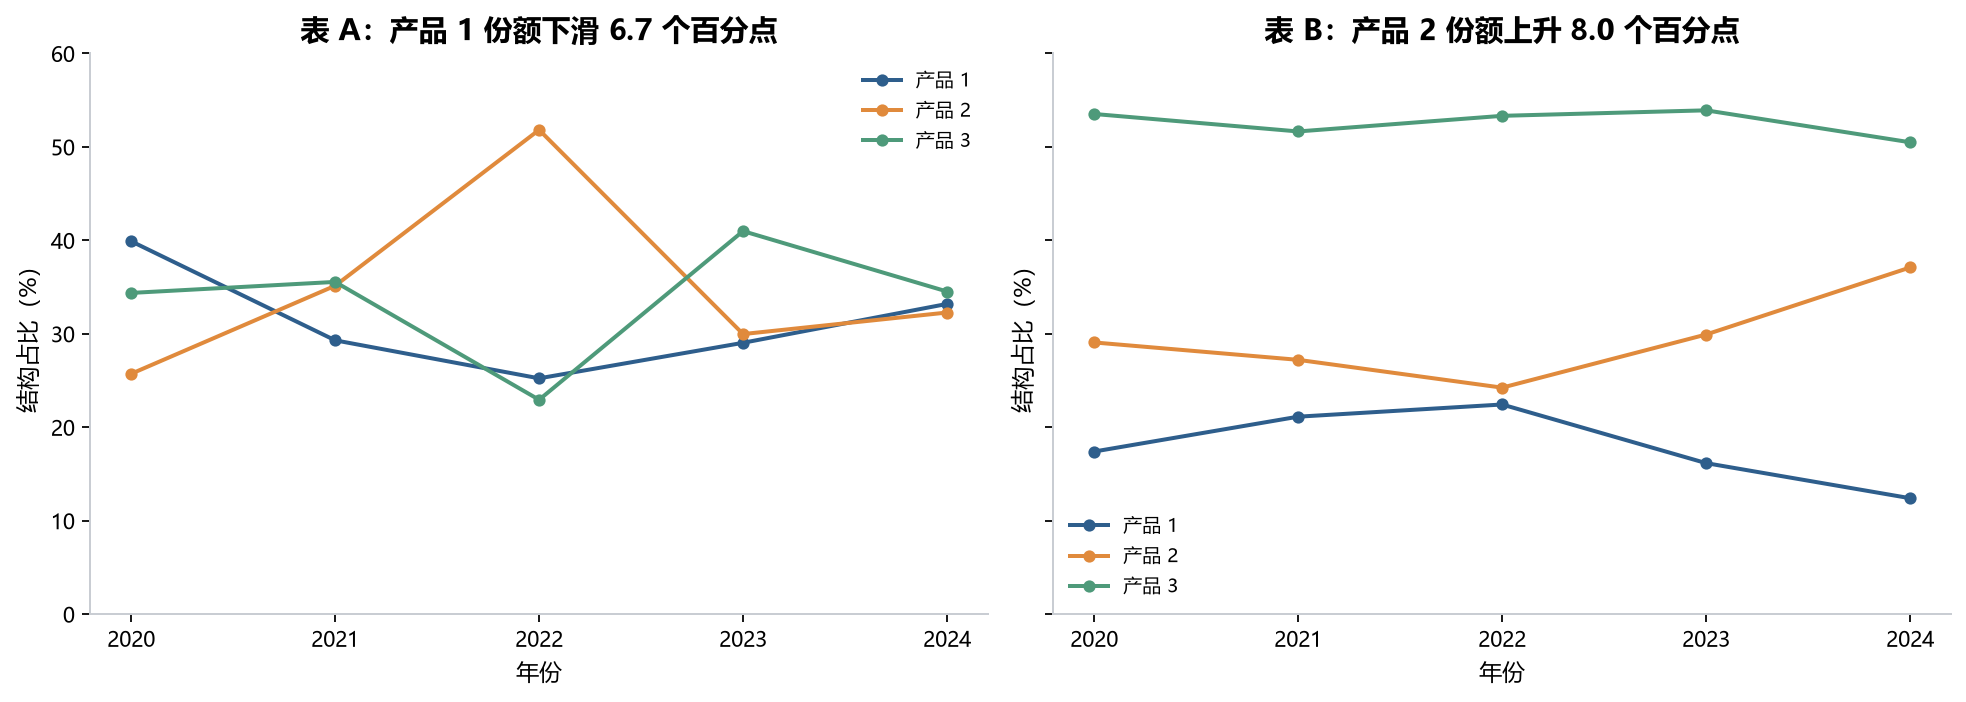 表 A：产品 1 份额下滑 6.7 个百分点
结构占比（%）
60
50
40
30
20
10
0
产品 1
产品 2
产品 3
2020 2021 2022 2023 2024
年份
表 B：产品 2 份额上升 8.0 个百分点
结构占比（%）
产品 1
产品 2
产品 3
2020 2021 2022 2023 2024
年份